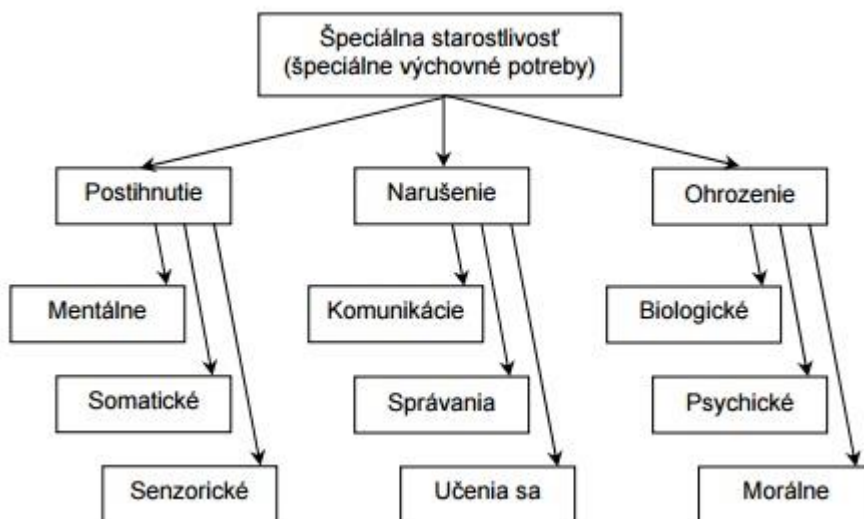 Špeciálna starostlivosť
(špeciálne výchovné potreby)
Postihnutie
Narušenie
Ohrozenie
Mentálne
Komunikácie
Biologické
Somatické
Správania
Psychické
Senzorické
Učenia sa
Morálne